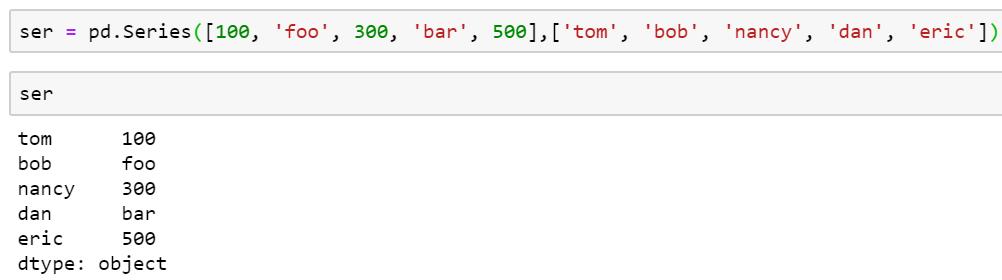 ser = pd.Series([100, 'foo', 300, 'bar', 500],['tom', 'bob', 'nancy', 'dan', 'eric'])
ser
tom      100
bob      foo
nancy    300
dan      bar
eric     500
dtype: object